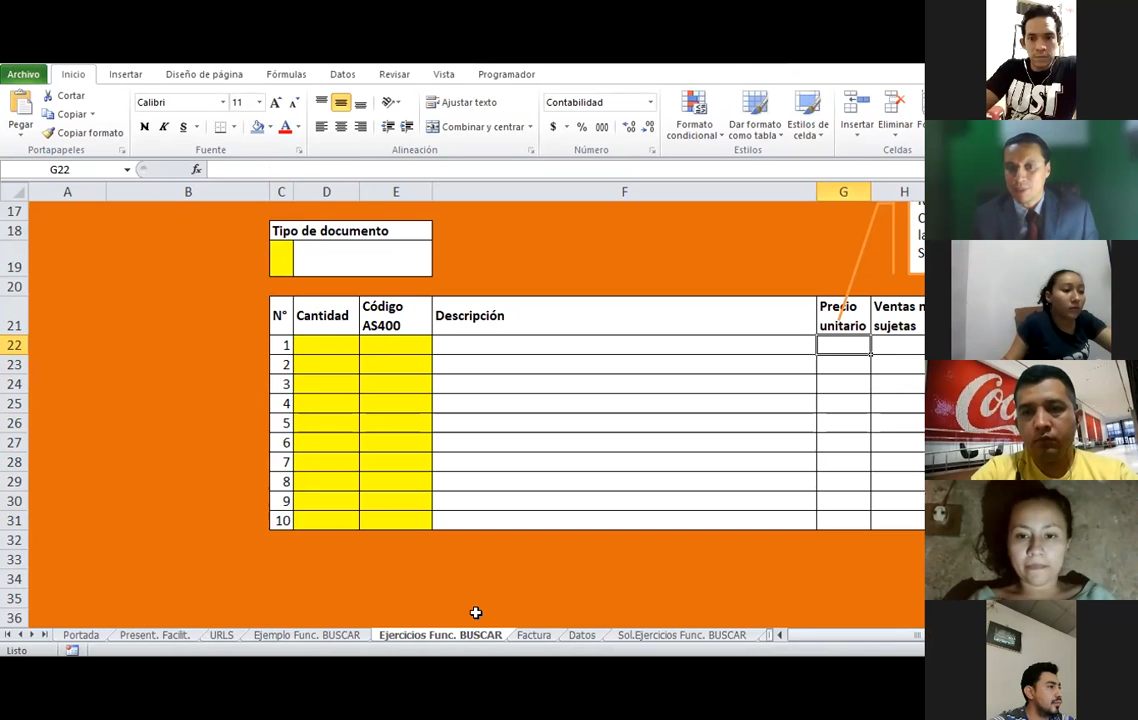 Archivo Inicio Insertar Diseño de página Fórmulas Datos Revisar Vista Programador
Pegar
Cortar
Copiar
Copiar formato
Portapapeles
Calibri 11
N K S
Fuente
Ajustar texto
Combinar y centrar
Alineación
Contabilidad
$ % 000
Número
Formato condicional
Dar formato como tabla
Estilos de celda
Estilos
Insertar Eliminar
Celdas
G22 fx
A B C D E F G H
17
18 Tipo de documento
19
20
21 N° Cantidad Código AS400 Descripción Precio unitario Ventas sujetas
22 1
23 2
24 3
25 4
26 5
27 6
28 7
29 8
30 9
31 10
32
33
34
35
36
Portada Present. Facilit. URLS Ejemplo Func. BUSCAR Ejercicios Func. BUSCAR Factura Datos Sol.Ejercicios Func. BUSCAR
Listo
JUST
Coc